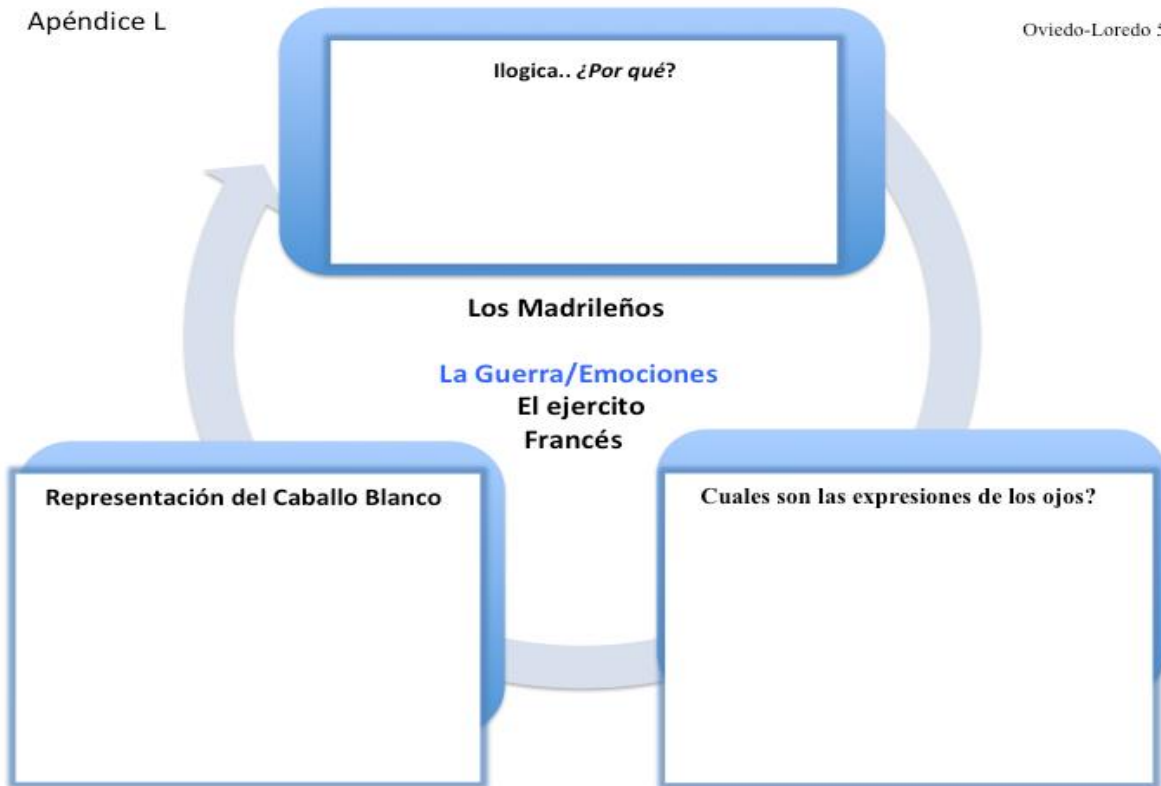 Apéndice L
Oviedo-Loredo 5
Ilogica.. ¿Por qué?
Los Madrileños
La Guerra/Emociones
El ejercito
Francés
Representación del Caballo Blanco
Cuales son las expresiones de los ojos?